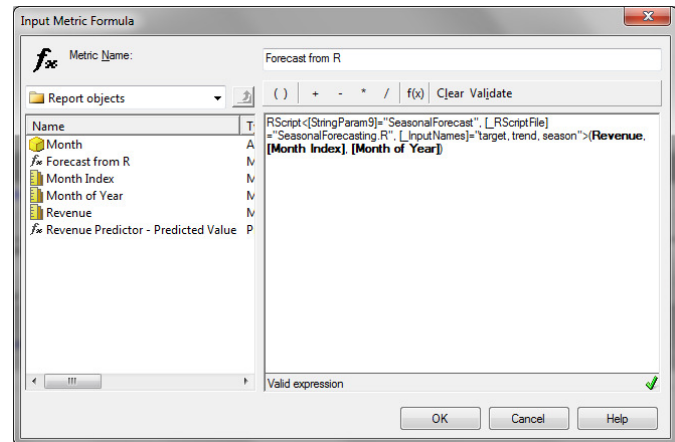 Input Metric Formula
Metric Name:
Forecast from R
Report objects
( ) + - * / f(x) Clear Validate
Name T
Month A
Forecast from R M
Month Index M
Month of Year M
Revenue M
Revenue Predictor - Predicted Value P
RScript<[StringParam9]="SeasonalForecast", [_RScriptFile]
="SeasonalForecasting.R", [_InputNames]="target, trend, season">(Revenue,
[Month Index], [Month of Year])
Valid expression
OK Cancel Help